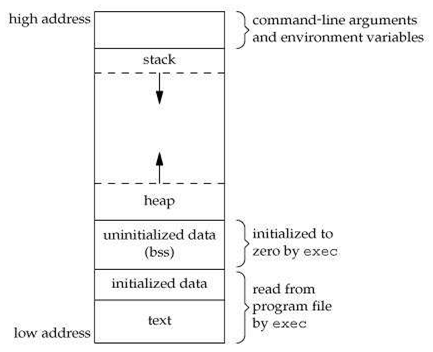 high address
command-line arguments
and environment variables
stack
heap
uninitialized data
(bss)
initialized to
zero by exec
initialized data
read from
program file
by exec
text
low address